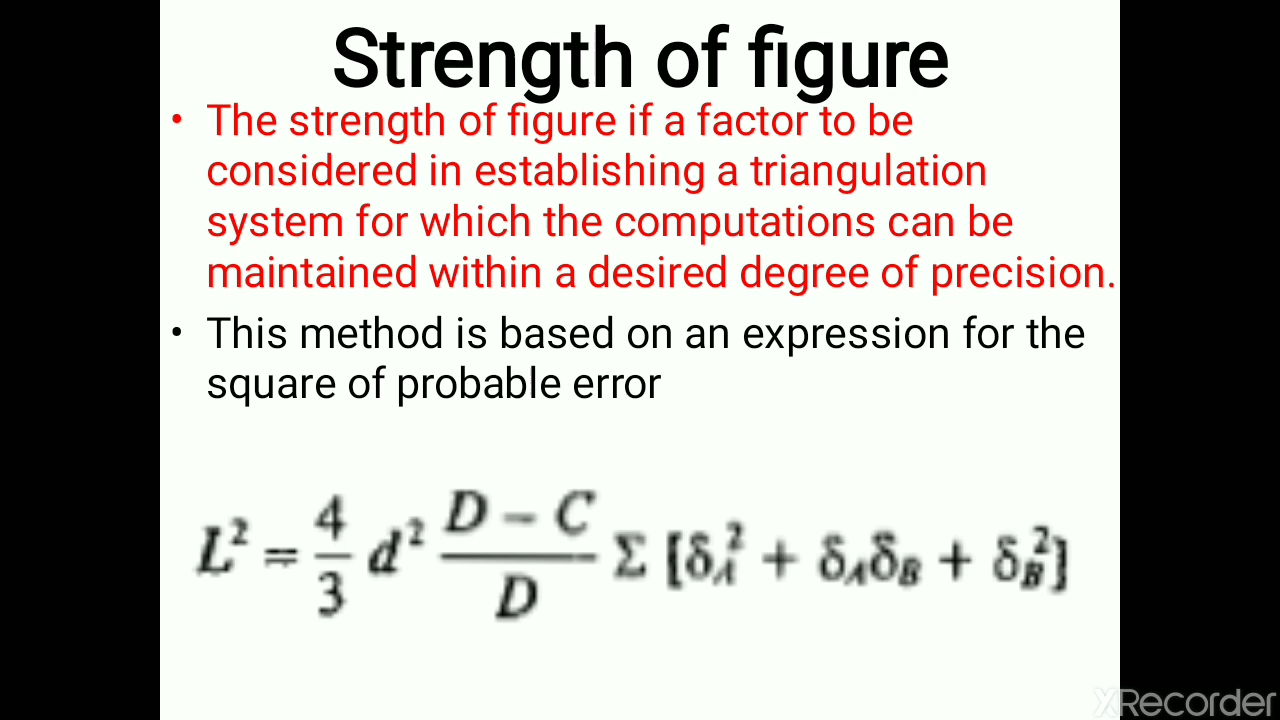 Strength of figure
• The strength of figure if a factor to be
considered in establishing a triangulation
system for which the computations can be
maintained within a desired degree of precision.
• This method is based on an expression for the
square of probable error
L² = 4/3 d² (D − C)/D Σ [δ_A² + δ_Aδ_B + δ_B²]
XRecorder